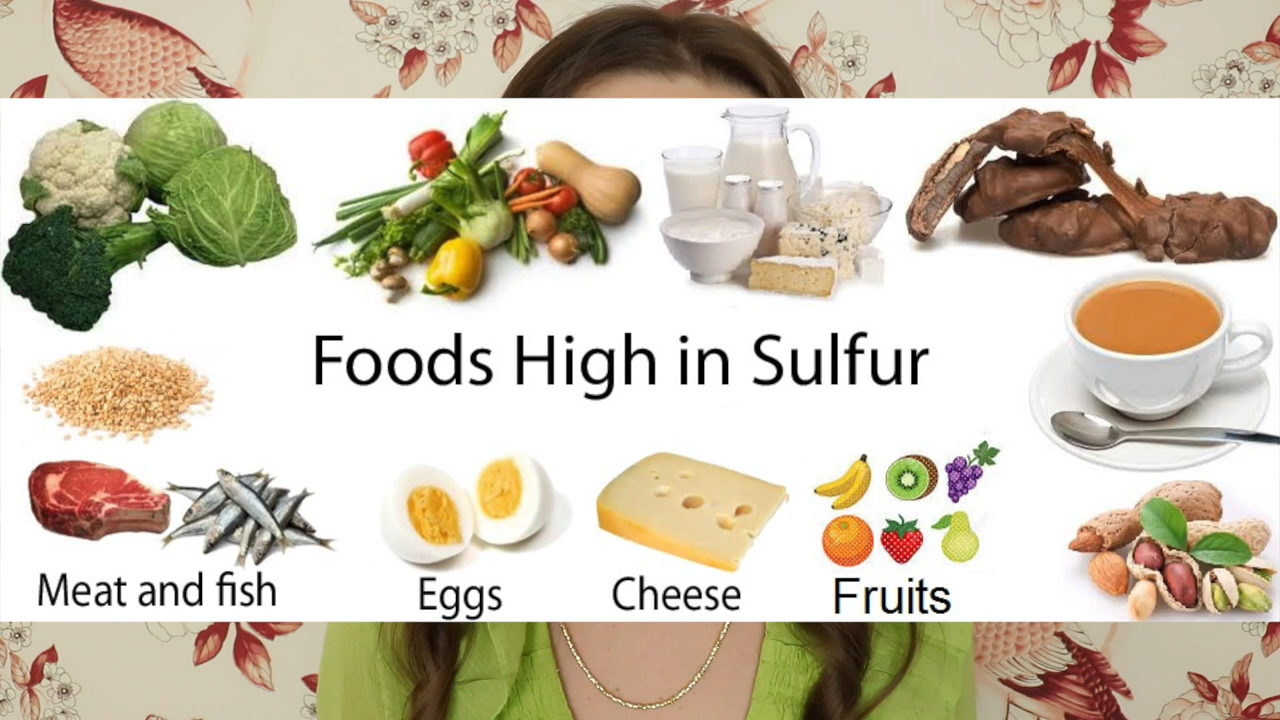 Foods High in Sulfur
Meat and fish
Eggs
Cheese
Fruits